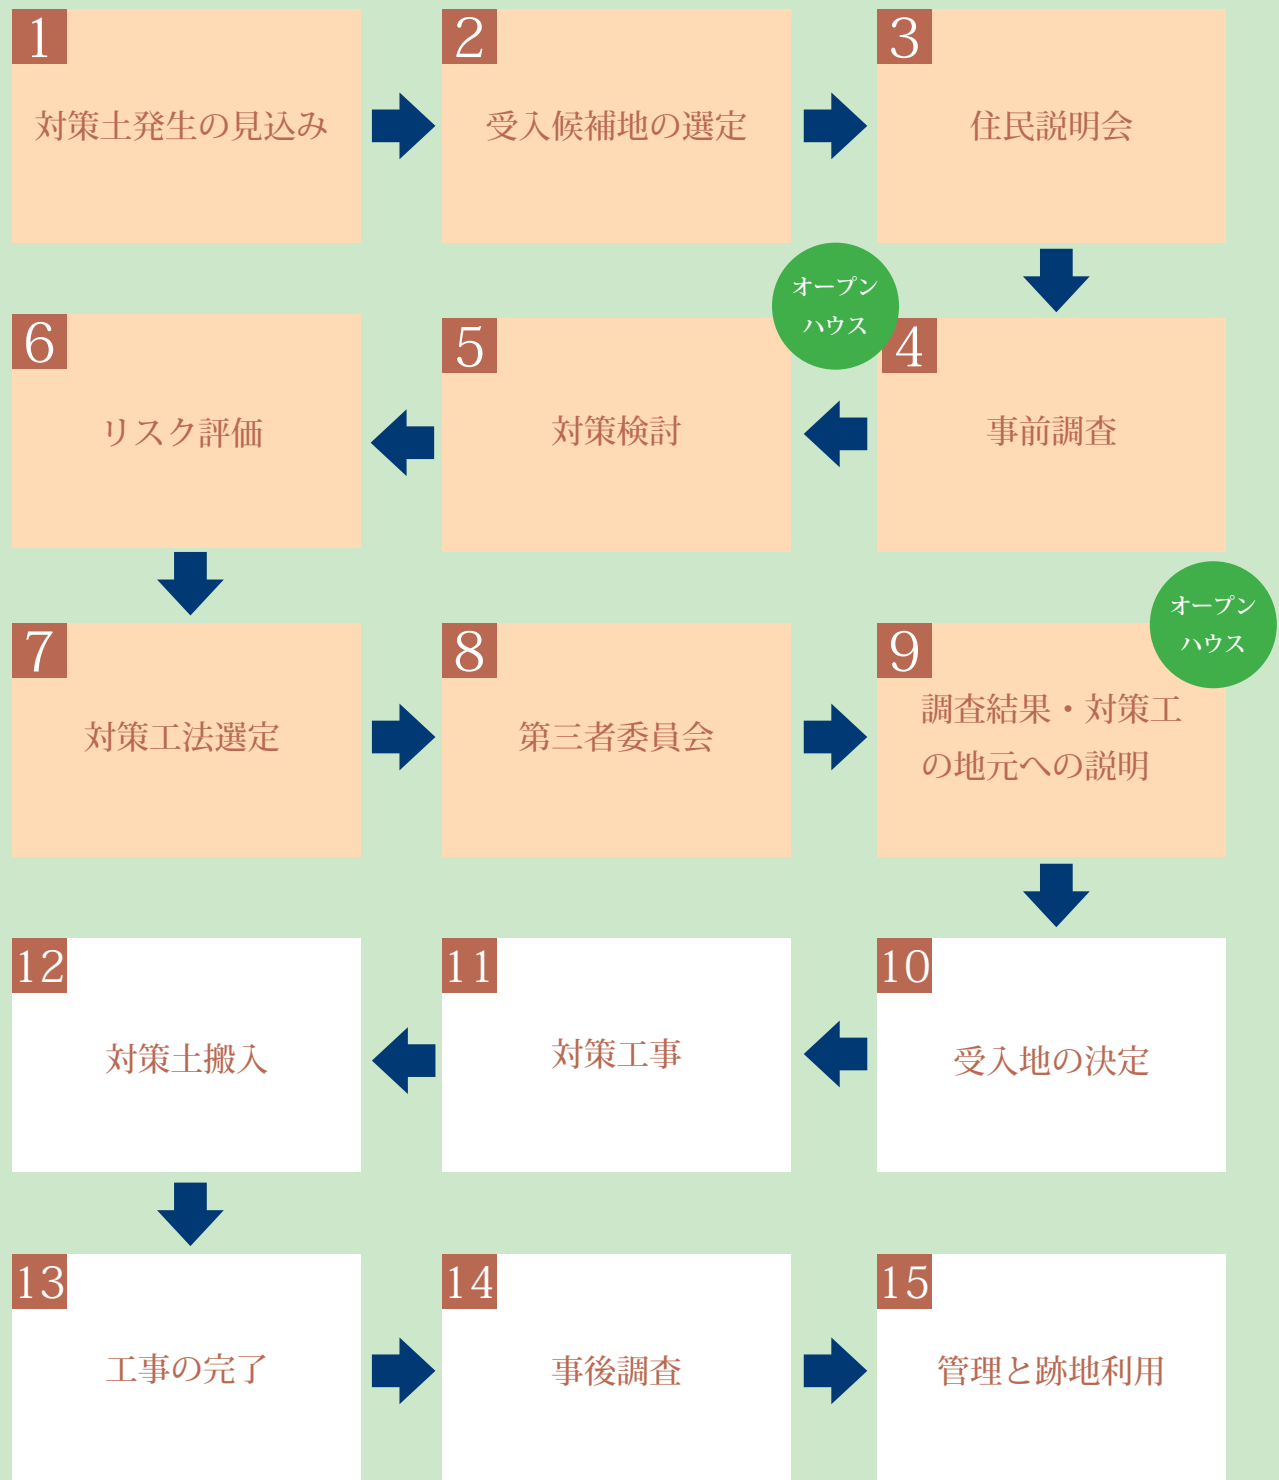 1
対策土発生の見込み
2
受入候補地の選定
3
住民説明会
オープン
ハウス
4
事前調査
5
対策検討
6
リスク評価
7
対策工法選定
8
第三者委員会
オープン
ハウス
9
調査結果・対策工
の地元への説明
10
受入地の決定
11
対策工事
12
対策土搬入
13
工事の完了
14
事後調査
15
管理と跡地利用